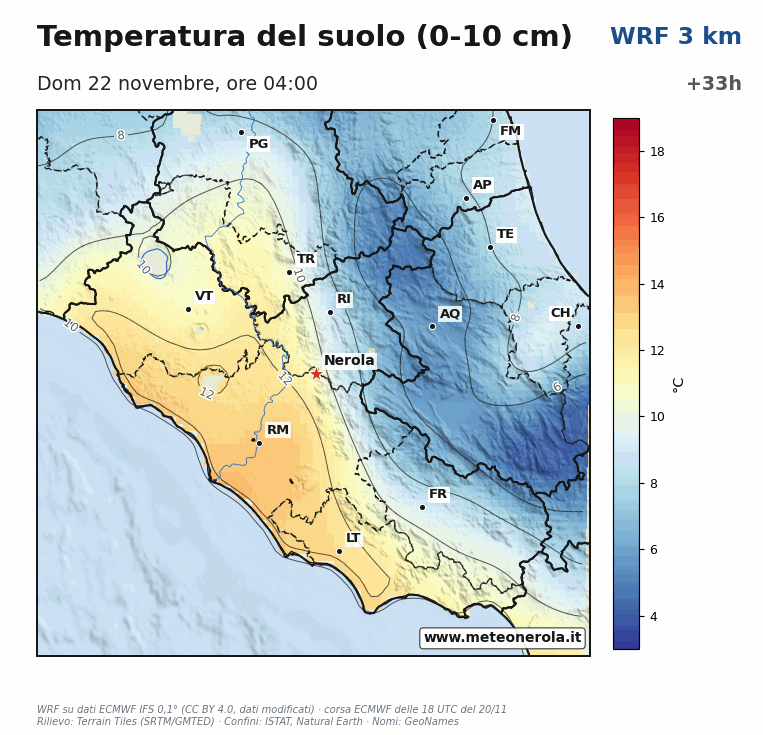 Temperatura del suolo (0-10 cm)
WRF 3 km
Dom 22 novembre, ore 04:00
+33h
8
PG
FM
AP
TE
10
TR
10
VT
RI
AQ
8
CH
10
Nerola
12
12
6
RM
FR
LT
www.meteonerola.it
18
16
14
12
10
8
6
4
°C
WRF su dati ECMWF IFS 0,1° (CC BY 4.0, dati modificati) · corsa ECMWF delle 18 UTC del 20/11
Rilievo: Terrain Tiles (SRTM/GMTED) · Confini: ISTAT, Natural Earth · Nomi: GeoNames